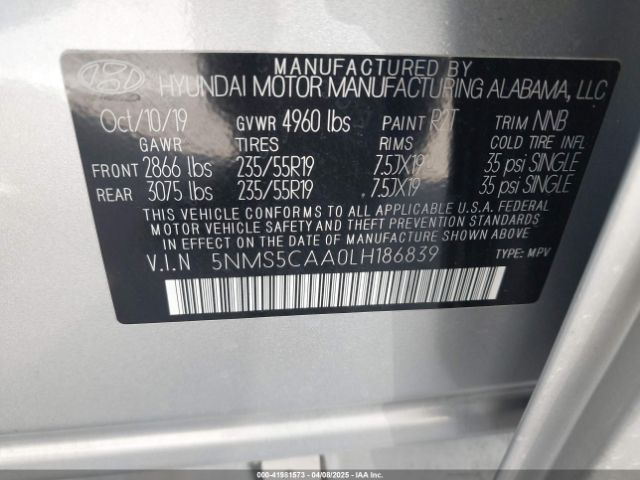 MANUFACTURED BY
HYUNDAI MOTOR MANUFACTURING ALABAMA, LLC
Oct/10/19 GVWR 4960 lbs PAINT R2T TRIM NNB
GAWR TIRES RIMS COLD TIRE INFL
FRONT 2866 lbs 235/55R19 7.5JX19 35 psi SINGLE
REAR 3075 lbs 235/55R19 , 7.5JX19 35 psi SINGLE
THIS VEHICLE CONFORMS TO ALL APPLICABLE U.S.A. FEDERAL
MOTOR VEHICLE SAFETY AND THEFT PREVENTION STANDARDS
IN EFFECT ON THE DATE OF MANUFACTURE SHOWN ABOVE.
V.I.N 5NMS5CAA0LH186839 TYPE: MPV
000-41981573 | 04/08/2025 | Copyright © IAA, LLC.